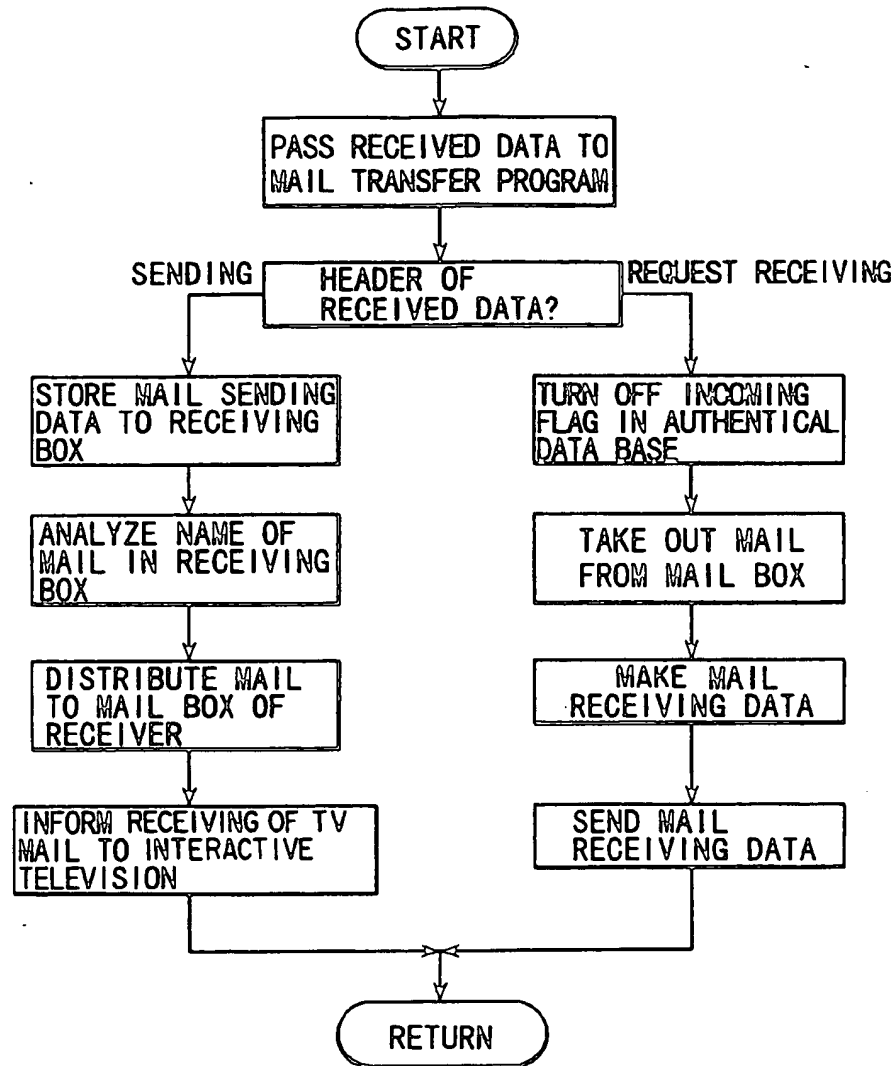 START
PASS RECEIVED DATA TO
MAIL TRANSFER PROGRAM
SENDING
HEADER OF
RECEIVED DATA?
REQUEST RECEIVING
STORE MAIL SENDING
DATA TO RECEIVING
BOX
ANALYZE NAME OF
MAIL IN RECEIVING
BOX
DISTRIBUTE MAIL
TO MAIL BOX OF
RECEIVER
INFORM RECEIVING OF TV
MAIL TO INTERACTIVE
TELEVISION
TURN OFF INCOMING
FLAG IN AUTHENTICAL
DATA BASE
TAKE OUT MAIL
FROM MAIL BOX
MAKE MAIL
RECEIVING DATA
SEND MAIL
RECEIVING DATA
RETURN